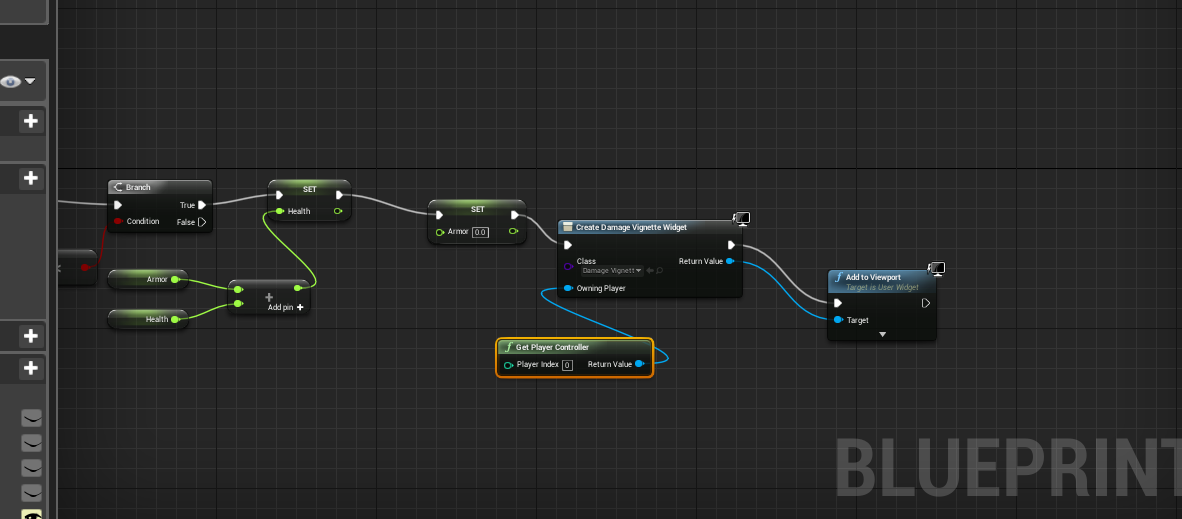 Branch
True
Condition
False
SET
Health
SET
Armor 0.0
Create Damage Vignette Widget
Class
Damage Vignett
Return Value
Owning Player
Add to Viewport
Target is User Widget
Target
Armor
Health
Add pin
Get Player Controller
Player Index 0
Return Value
BLUEPRINT